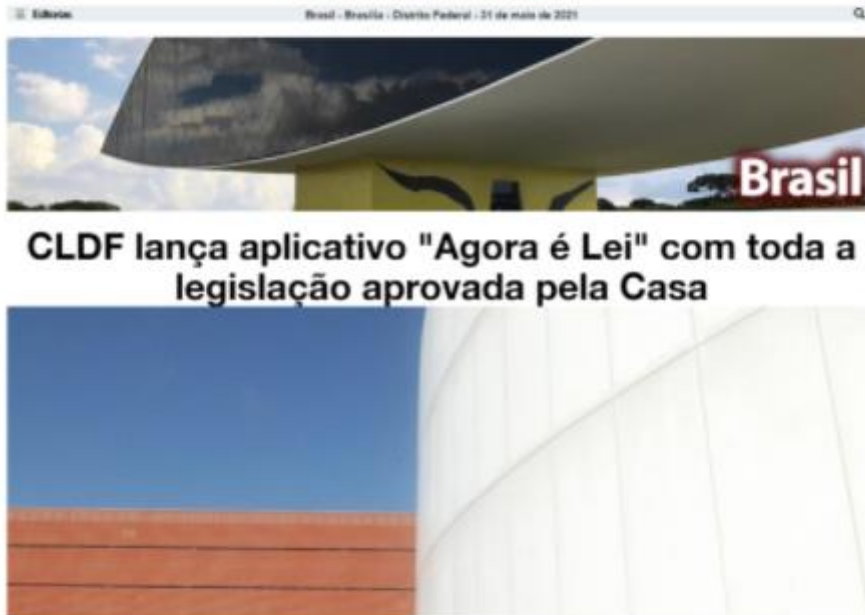 Editorias
Brasil - Brasília - Distrito Federal - 31 de maio de 2021
Brasil
CLDF lança aplicativo "Agora é Lei" com toda a
legislação aprovada pela Casa